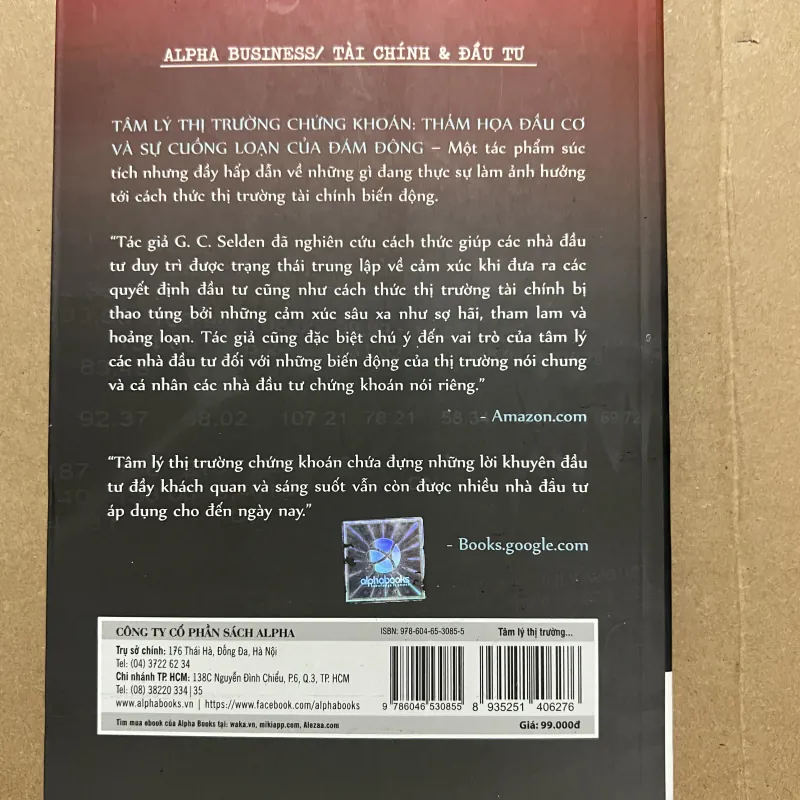 ALPHA BUSINESS/ TÀI CHÍNH & ĐẦU TƯ
TÂM LÝ THỊ TRƯỜNG CHỨNG KHOÁN: THẢM HỌA ĐẦU CƠ
VÀ SỰ CUỒNG LOẠN CỦA ĐÁM ĐÔNG – Một tác phẩm súc
tích nhưng đầy hấp dẫn về những gì đang thực sự làm ảnh hưởng
tới cách thức thị trường tài chính biến động.
“Tác giả G. C. Selden đã nghiên cứu cách thức giúp các nhà đầu
tư duy trì được trạng thái trung lập về cảm xúc khi đưa ra các
quyết định đầu tư cũng như cách thức thị trường tài chính bị
thao túng bởi những cảm xúc sâu xa như sợ hãi, tham lam và
hoảng loạn. Tác giả cũng đặc biệt chú ý đến vai trò của tâm lý
các nhà đầu tư đối với những biến động của thị trường nói chung
và cá nhân các nhà đầu tư chứng khoán nói riêng.”
92.37 107.21 78.21
- Amazon.com
“Tâm lý thị trường chứng khoán chứa đựng những lời khuyên đầu
tư đầy khách quan và sáng suốt vẫn còn được nhiều nhà đầu tư
áp dụng cho đến ngày nay.”
- Books.google.com
alphabooks
CÔNG TY CỔ PHẦN SÁCH ALPHA
Trụ sở chính: 176 Thái Hà, Đống Đa, Hà Nội
Tel: (04) 3722 62 34
Chi nhánh TP. HCM: 138C Nguyễn Đình Chiểu, P.6, Q.3, TP. HCM
Tel: (08) 38220 334 | 35
www.alphabooks.vn | https://www.facebook.com/alphabooks
Tìm mua ebook của Alpha Books tại: waka.vn, mikiapp.com, Alezaa.com
ISBN: 978-604-65-3085-5
Tâm lý thị trường...
9 786046 530855
8 935251 406276
Giá: 99.000đ